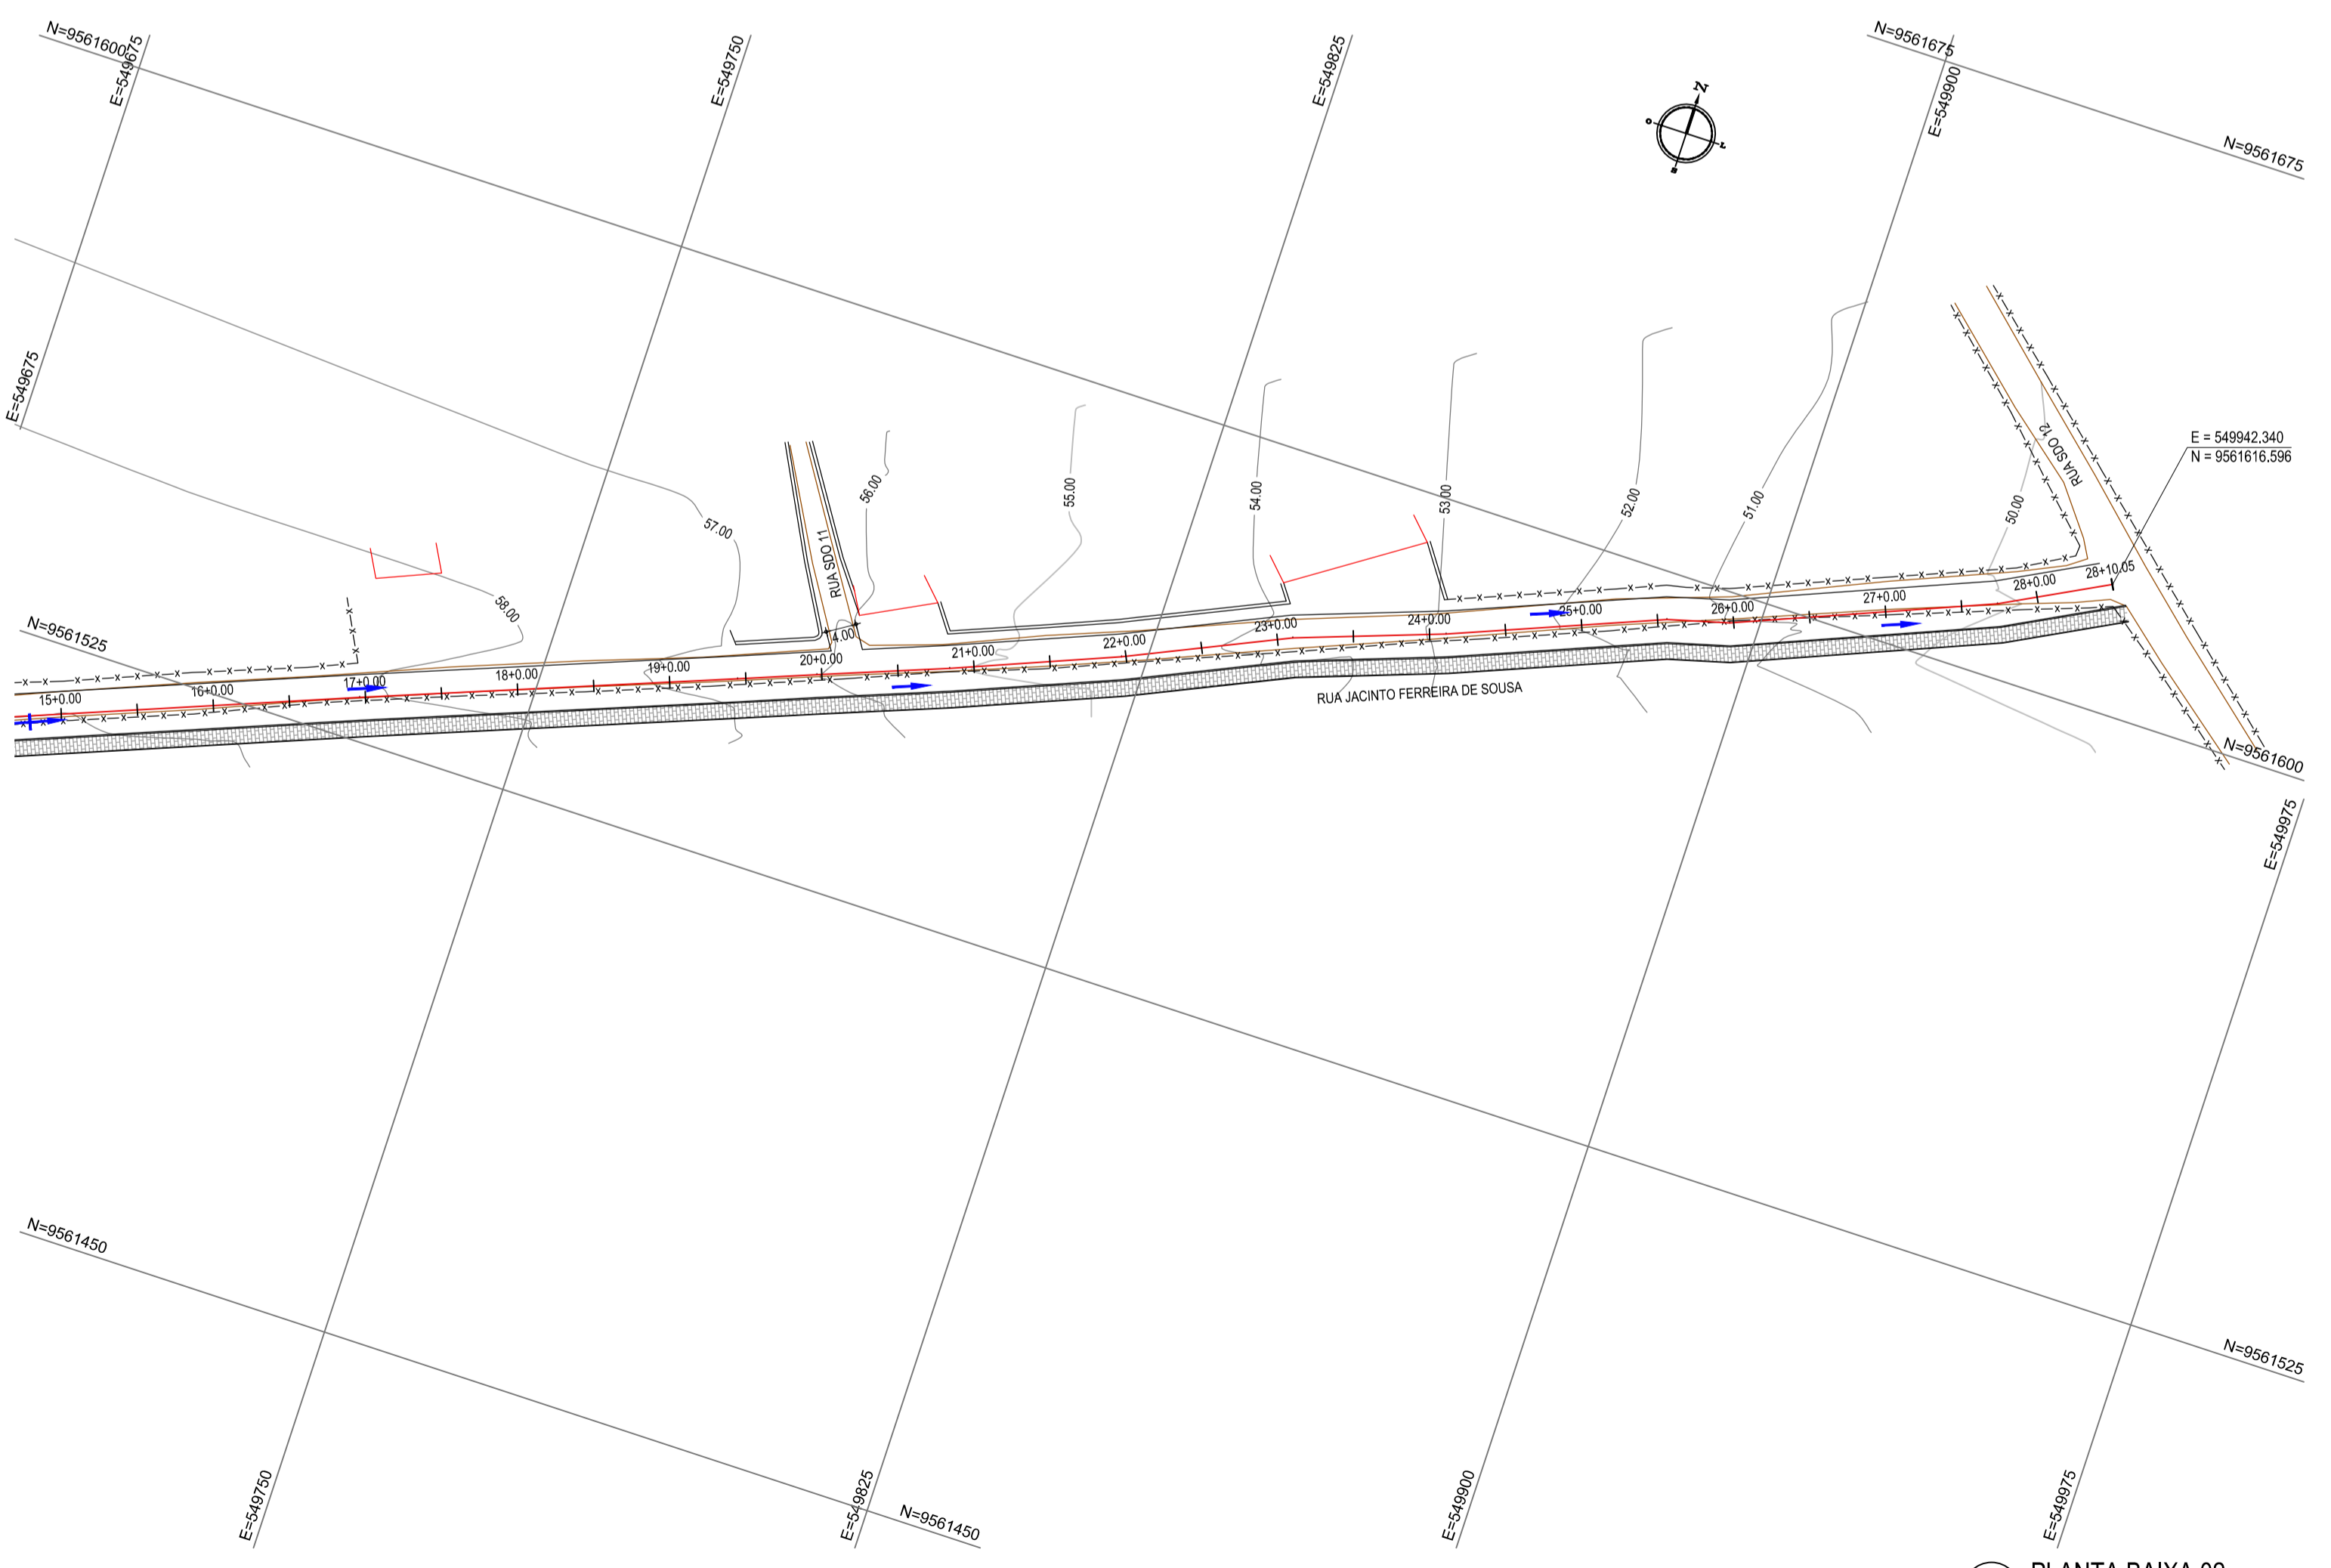 N=9561600
E=549675
E=549750
E=549825
N=9561675
E=549900
N=9561675
N
O
L
S
E=549675
E = 549942.340
N = 9561616.596
RUA SDO 12
56.00
55.00
54.00
53.00
52.00
51.00
50.00
57.00
58.00
RUA SDO 11
4.00
N=9561525
15+0.00
16+0.00
17+0.00
18+0.00
19+0.00
20+0.00
21+0.00
22+0.00
23+0.00
24+0.00
25+0.00
26+0.00
27+0.00
28+0.00
28+10.05
RUA JACINTO FERREIRA DE SOUSA
N=9561600
E=549975
N=9561450
N=9561525
E=549750
E=549825
N=9561450
E=549900
E=549975